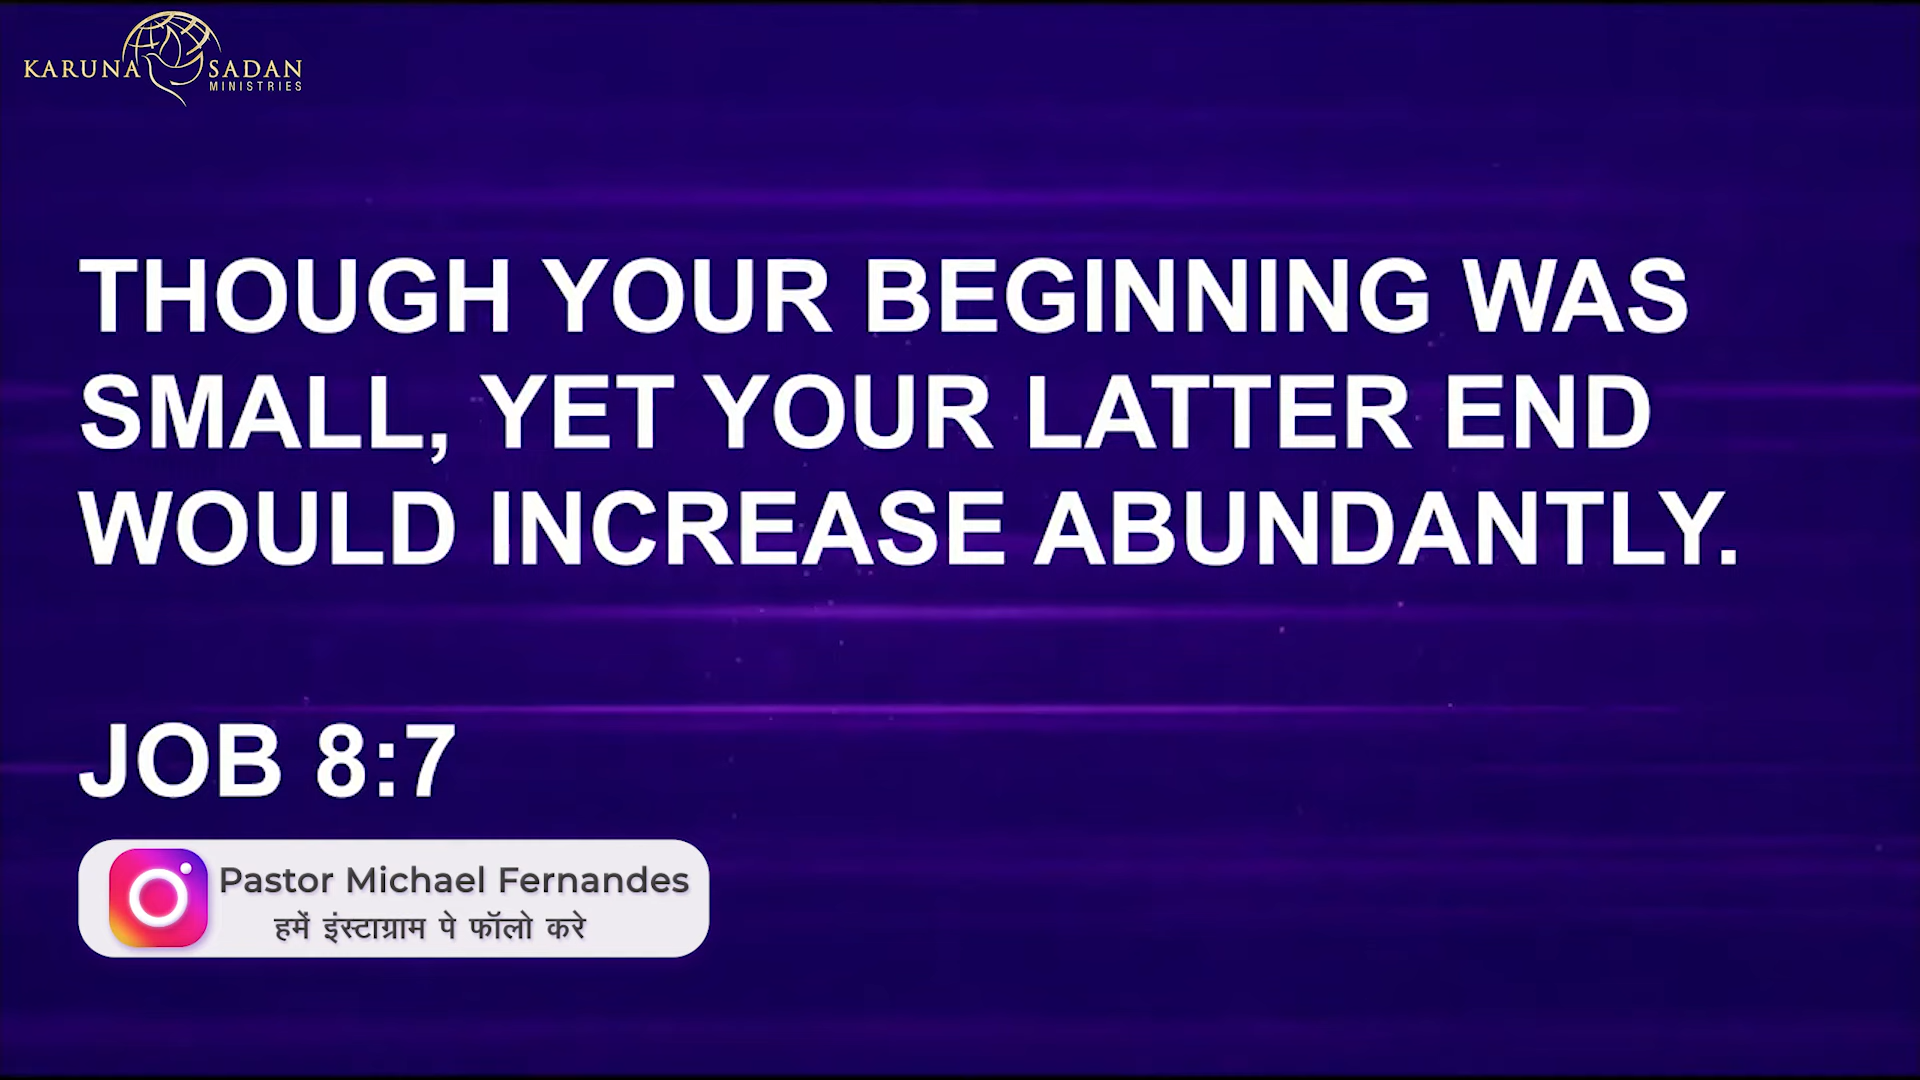 KARUNA SADAN
MINISTRIES
THOUGH YOUR BEGINNING WAS
SMALL, YET YOUR LATTER END
WOULD INCREASE ABUNDANTLY.
JOB 8:7
Pastor Michael Fernandes
हमें इंस्टाग्राम पे फॉलो करे